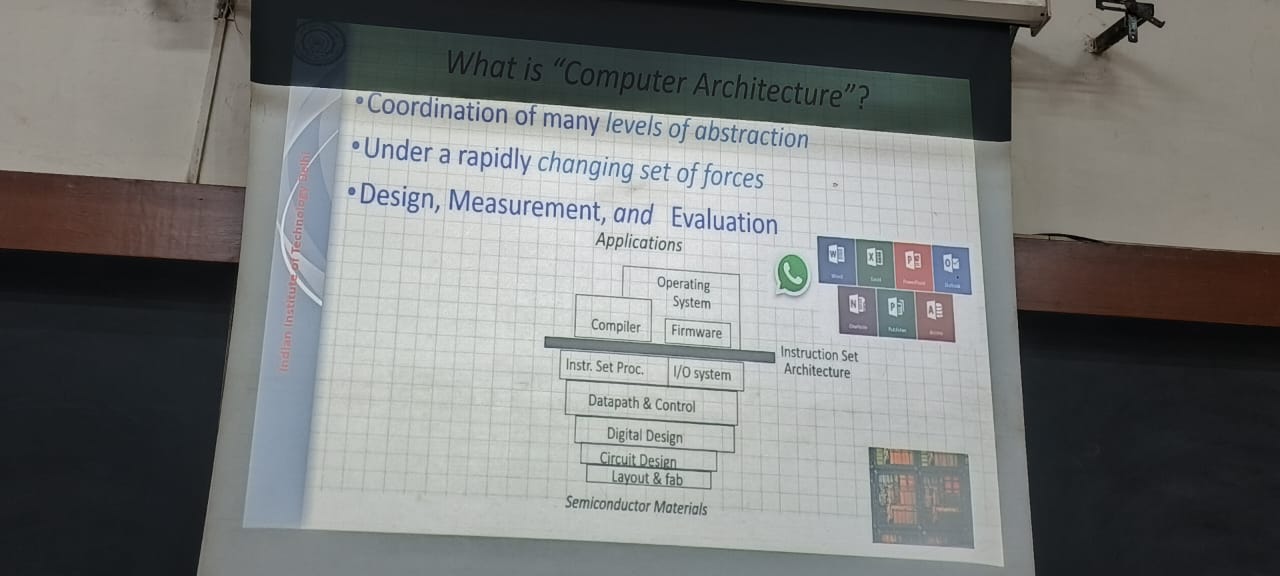 What is “Computer Architecture”?
•Coordination of many levels of abstraction
•Under a rapidly changing set of forces
•Design, Measurement, and Evaluation
Indian Institute of Technology Delhi
Applications
Operating
System
Compiler
Firmware
Instruction Set
Architecture
Instr. Set Proc.
I/O system
Datapath & Control
Digital Design
Circuit Design
Layout & fab
Semiconductor Materials
W
Word
X
Excel
P
PowerPoint
O
Outlook
N
OneNote
P
Publisher
A
Access